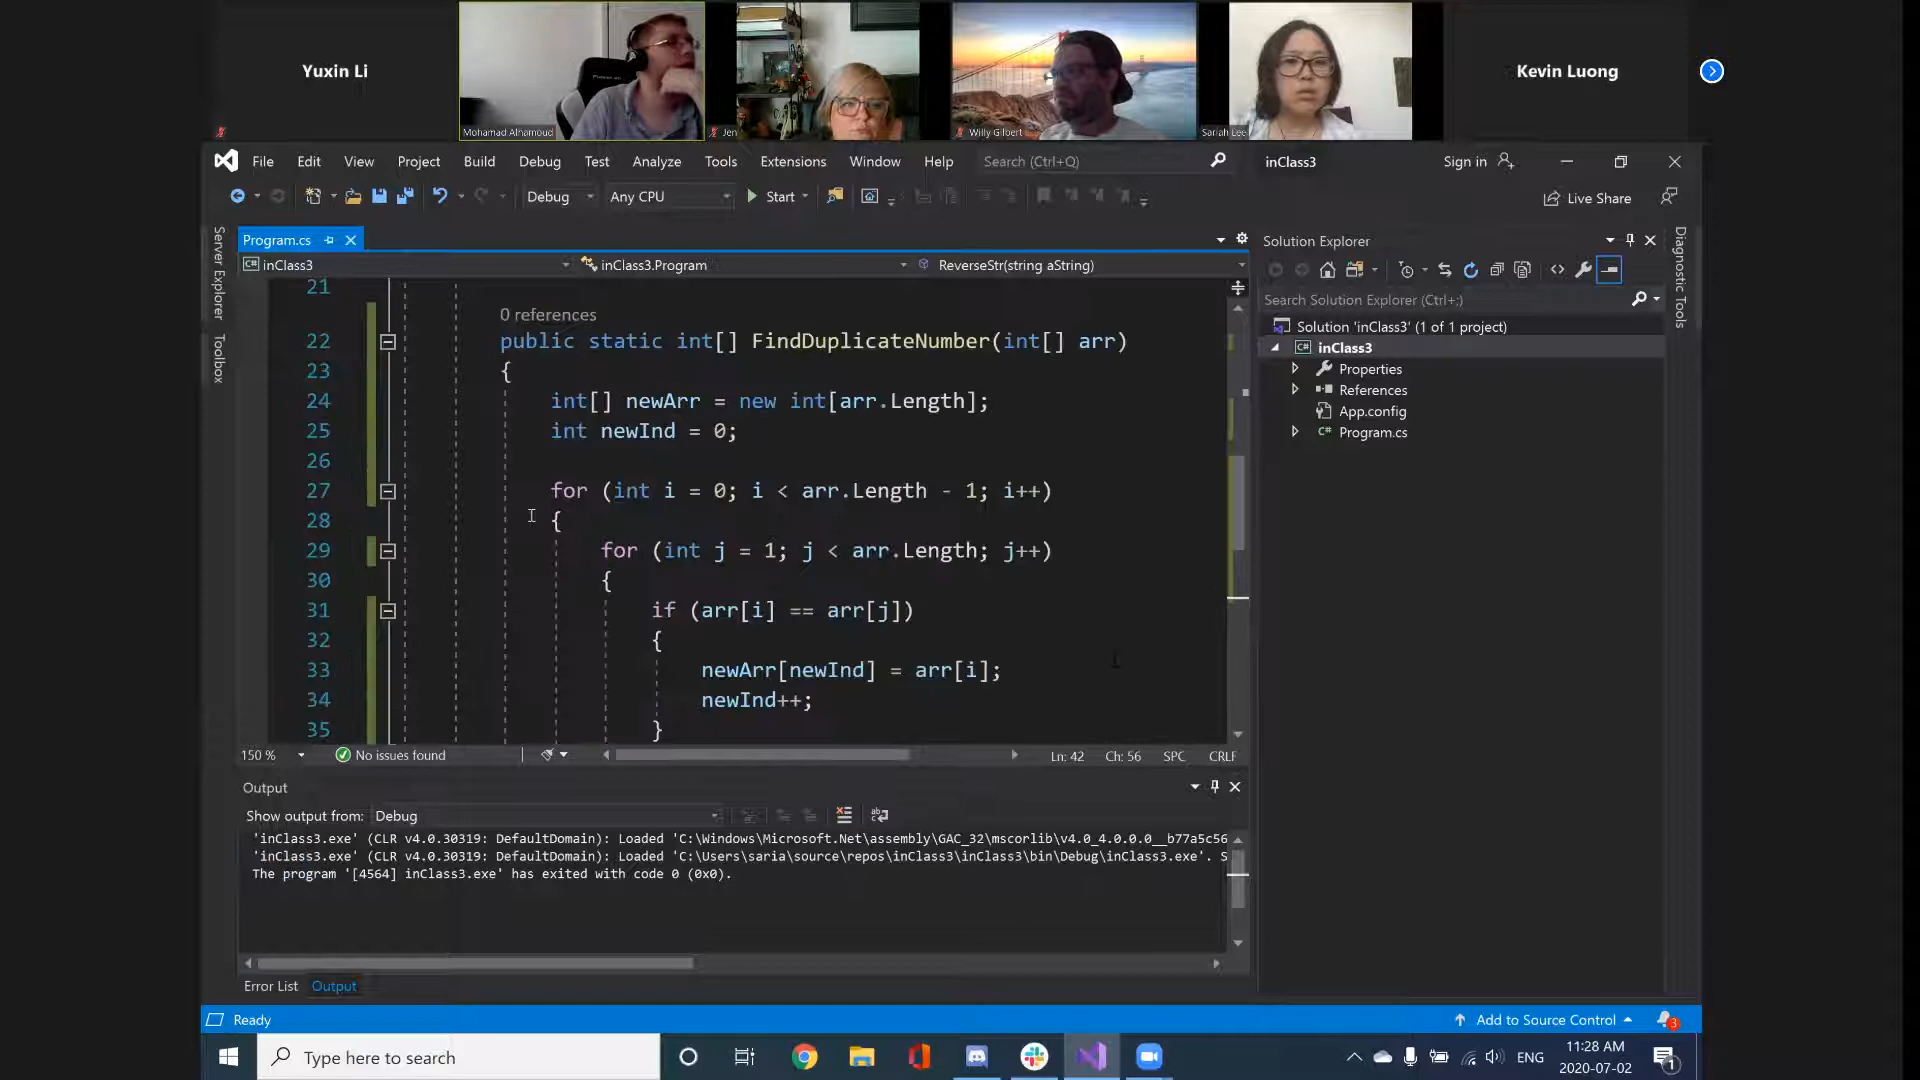 Yuxin Li
Mohamad Alhamoud
Jen
Willy Gilbert
Sariah Lee
Kevin Luong
File Edit View Project Build Debug Test Analyze Tools Extensions Window Help Search (Ctrl+Q) inClass3 Sign in
Debug Any CPU Start Live Share
Server Explorer
Toolbox
Program.cs
inClass3 inClass3.Program ReverseStr(string aString)
21
0 references
22 public static int[] FindDuplicateNumber(int[] arr)
23 {
24 int[] newArr = new int[arr.Length];
25 int newInd = 0;
26
27 for (int i = 0; i < arr.Length - 1; i++)
28 {
29 for (int j = 1; j < arr.Length; j++)
30 {
31 if (arr[i] == arr[j])
32 {
33 newArr[newInd] = arr[i];
34 newInd++;
35 }
150 % No issues found Ln: 42 Ch: 56 SPC CRLF
Output
Show output from: Debug
'inClass3.exe' (CLR v4.0.30319: DefaultDomain): Loaded 'C:\Windows\Microsoft.Net\assembly\GAC_32\mscorlib\v4.0_4.0.0.0__b77a5c56
'inClass3.exe' (CLR v4.0.30319: DefaultDomain): Loaded 'C:\Users\saria\source\repos\inClass3\inClass3\bin\Debug\inClass3.exe'. S
The program '[4564] inClass3.exe' has exited with code 0 (0x0).
Error List Output
Solution Explorer
Search Solution Explorer (Ctrl+;)
Solution 'inClass3' (1 of 1 project)
inClass3
Properties
References
App.config
Program.cs
Diagnostic Tools
Ready Add to Source Control 3
Type here to search
ENG
11:28 AM
2020-07-02
1